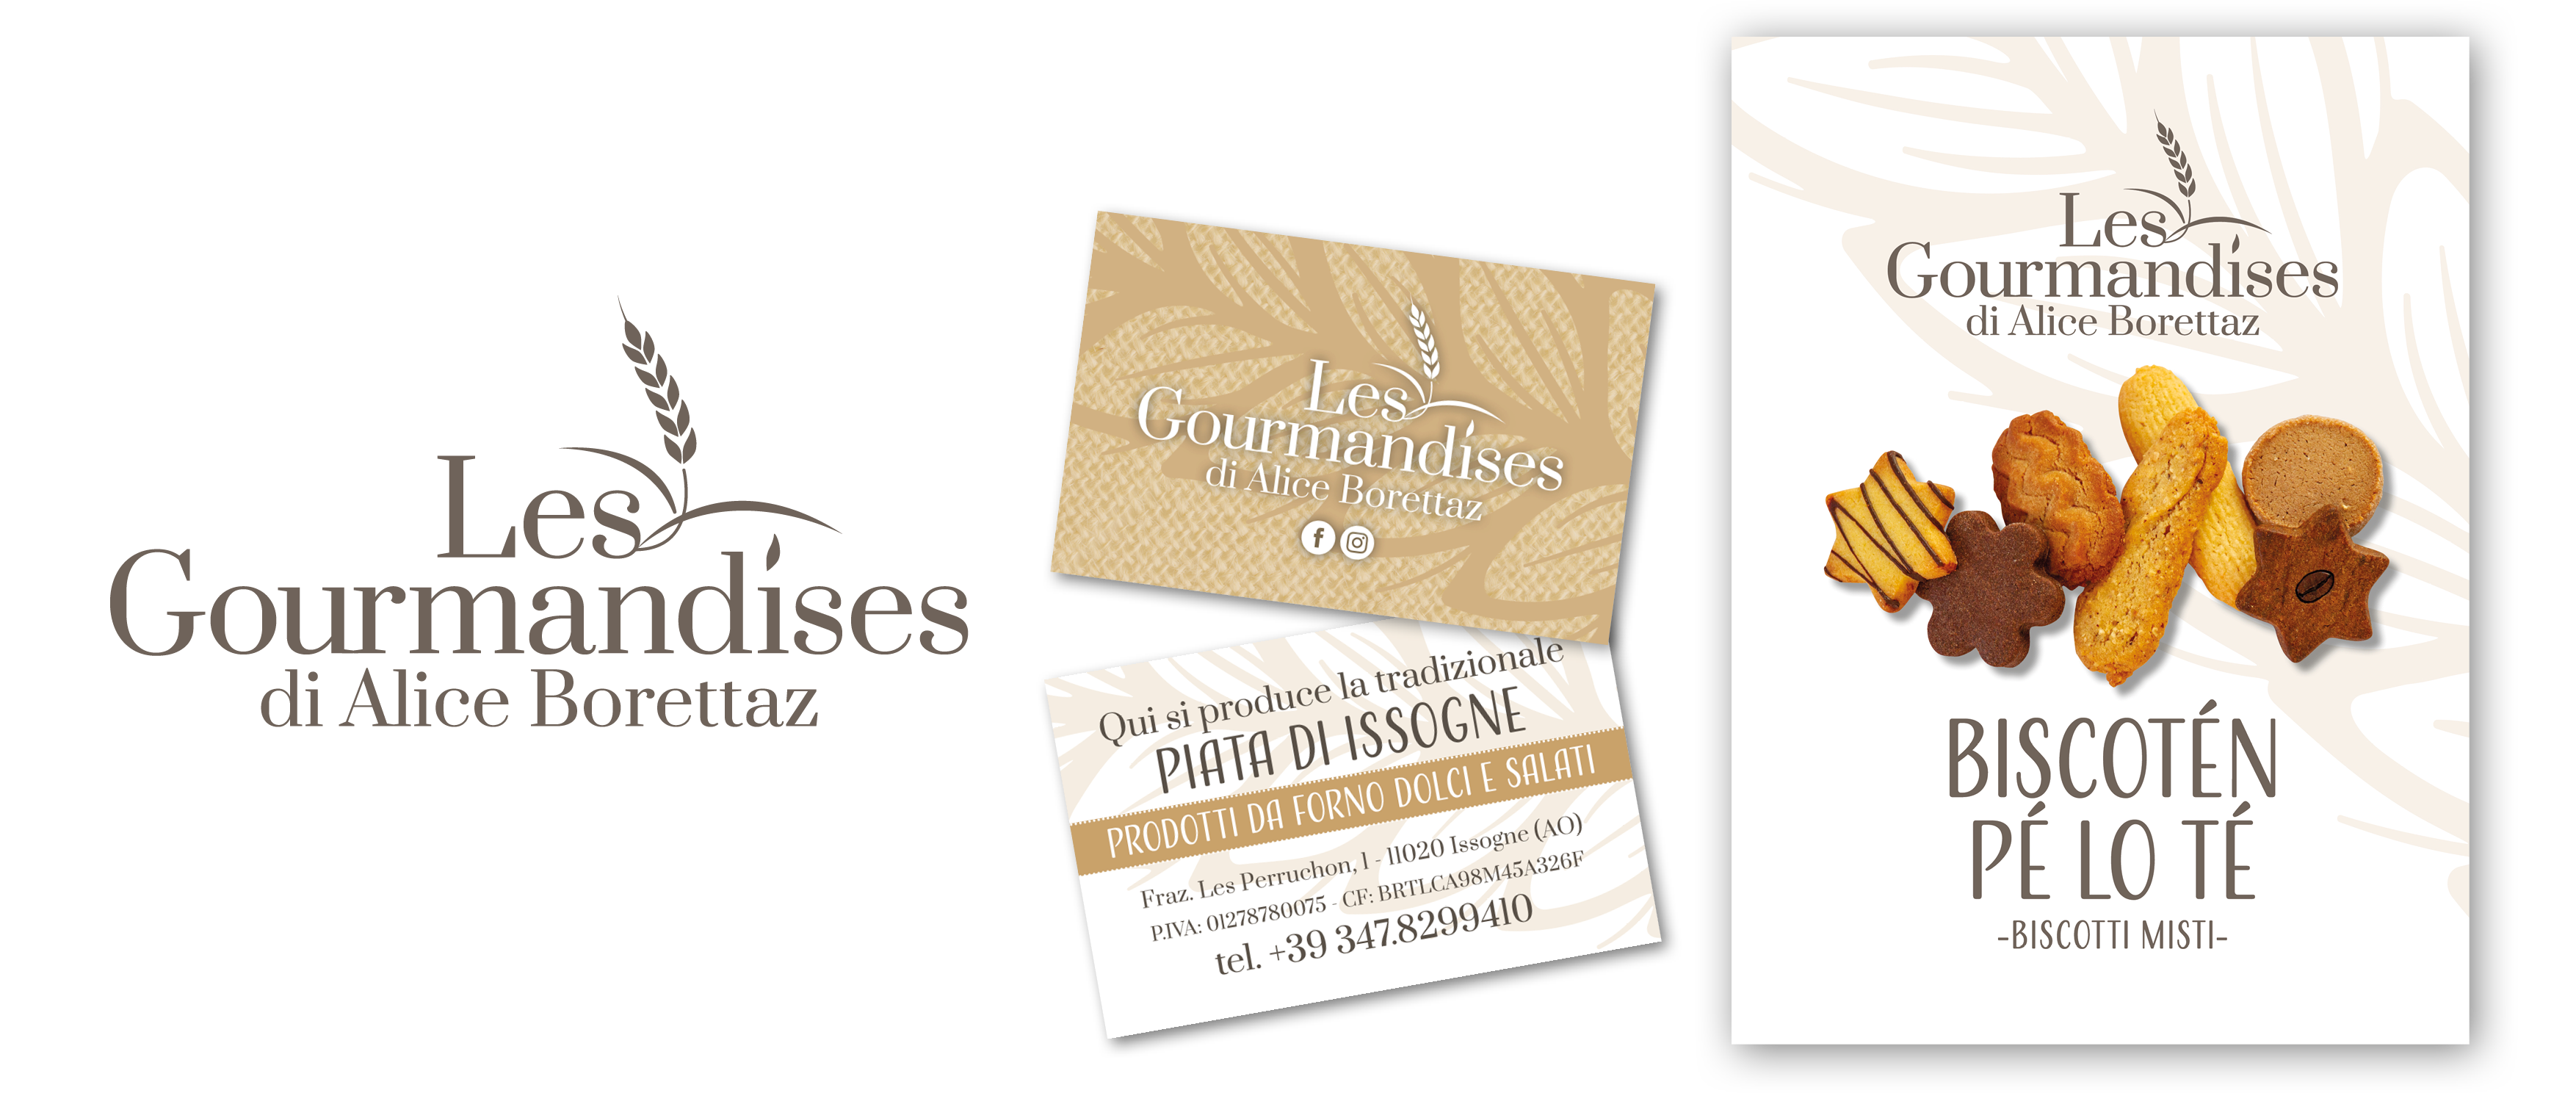 Les
Gourmandises
di Alice Borettaz
Les
Gourmandises
di Alice Borettaz
Qui si produce la tradizionale
PIATA DI ISSOGNE
PRODOTTI DA FORNO DOLCI E SALATI
Fraz. Les Perruchon, 1 - 11020 Issogne (AO)
P.IVA: 01278780075 - CF: BRTLCA98M45A326F
tel. +39 347.8299410
Les
Gourmandises
di Alice Borettaz
BISCOTÉN
PÉ LO TÉ
-BISCOTTI MISTI-